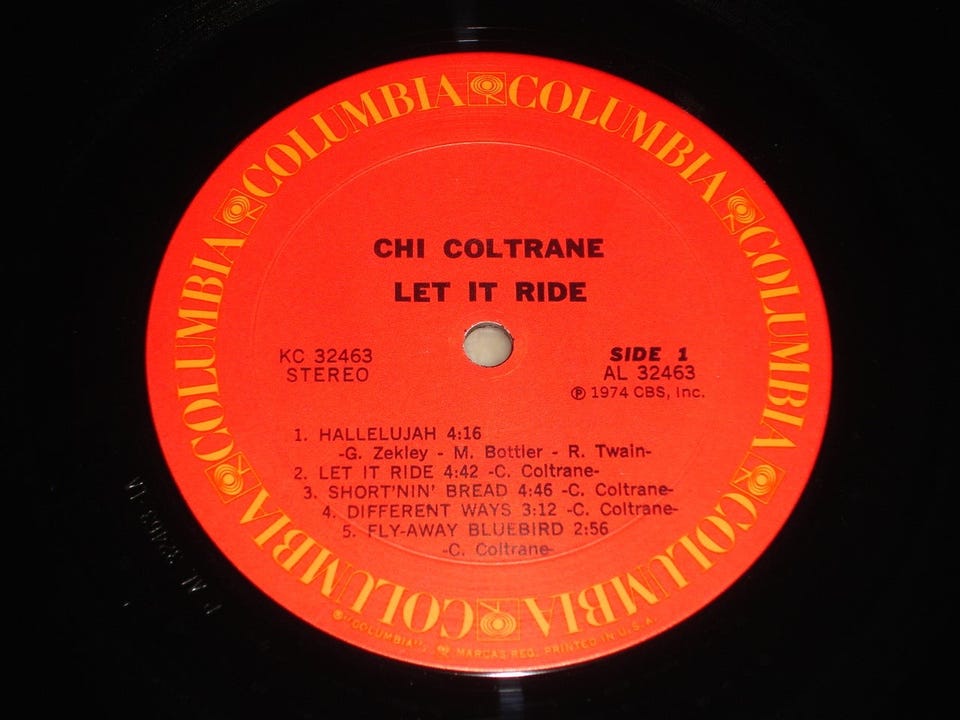 COLUMBIA COLUMBIA COLUMBIA COLUMBIA COLUMBIA COLUMBIA COLUMBIA
CHI COLTRANE
LET IT RIDE
KC 32463
STEREO
SIDE 1
AL 32463
Ⓟ 1974 CBS, Inc.
1. HALLELUJAH 4:16
-G. Zekley - M. Bottler - R. Twain-
2. LET IT RIDE 4:42 -C. Coltrane-
3. SHORT'NIN' BREAD 4:46 -C. Coltrane-
4. DIFFERENT WAYS 3:12 -C. Coltrane-
5. FLY-AWAY BLUEBIRD 2:56
-C. Coltrane-
® "COLUMBIA", MARCAS REG. PRINTED IN U.S.A.